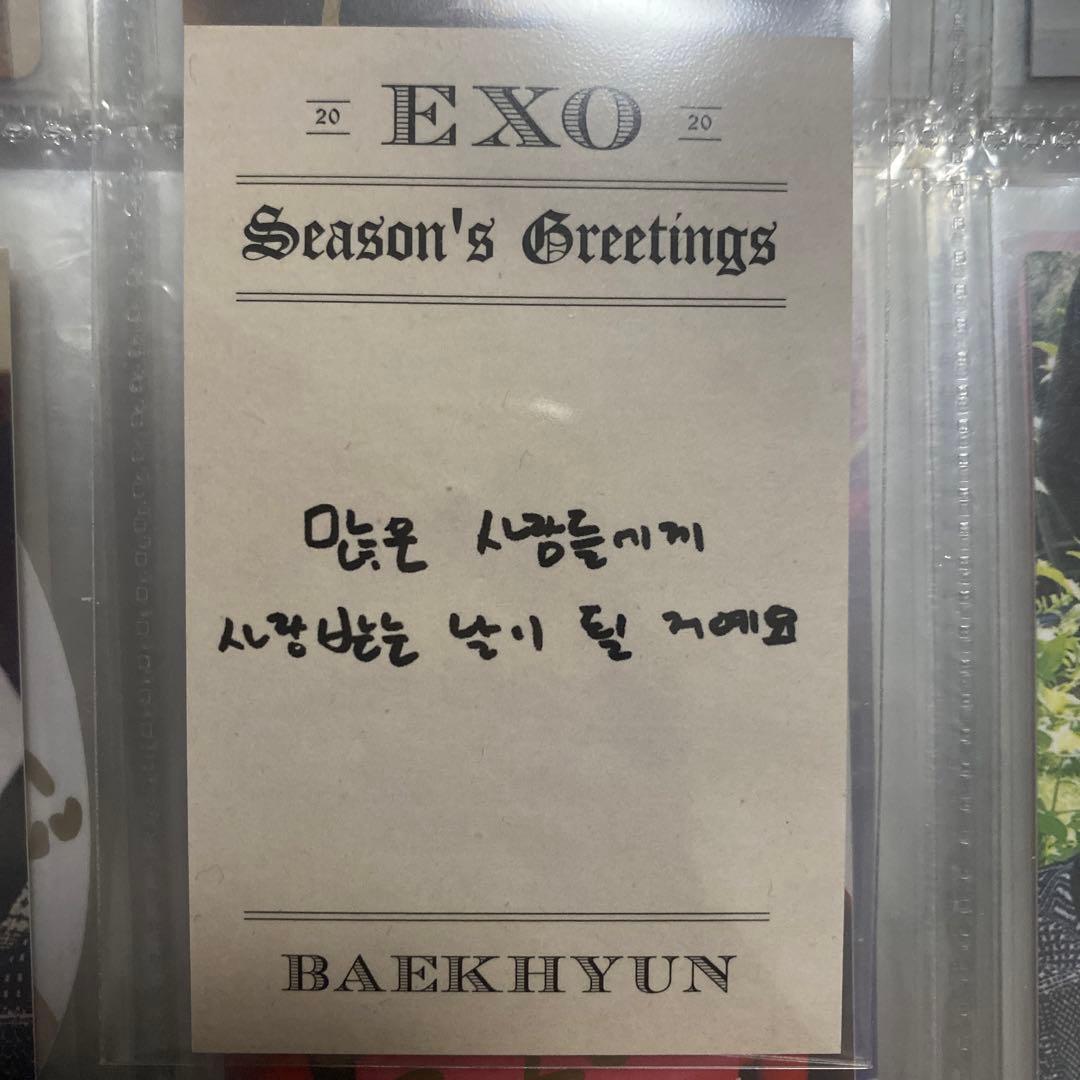 20 EXO 20
Season's Greetings
많은 사람들에게
사랑받는 날이 될 거예요
BAEKHYUN